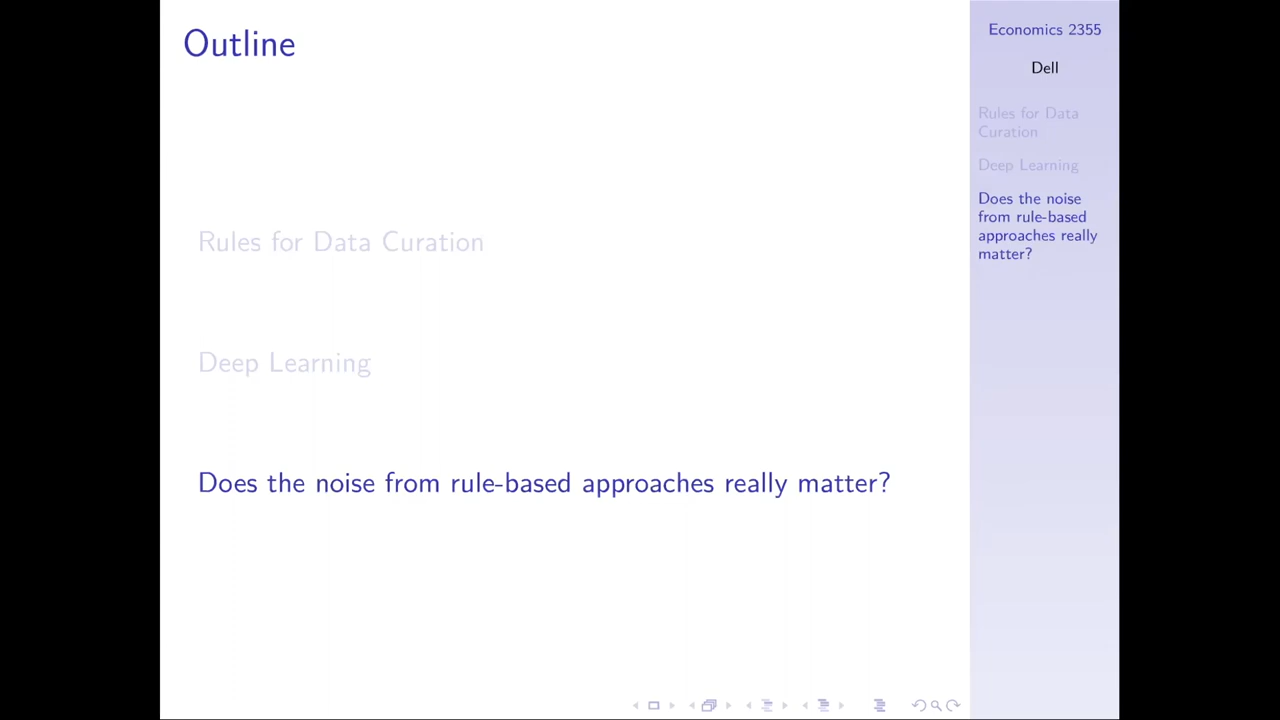 Outline
Rules for Data Curation
Deep Learning
Does the noise from rule-based approaches really matter?
Economics 2355
Dell
Rules for Data
Curation
Deep Learning
Does the noise
from rule-based
approaches really
matter?